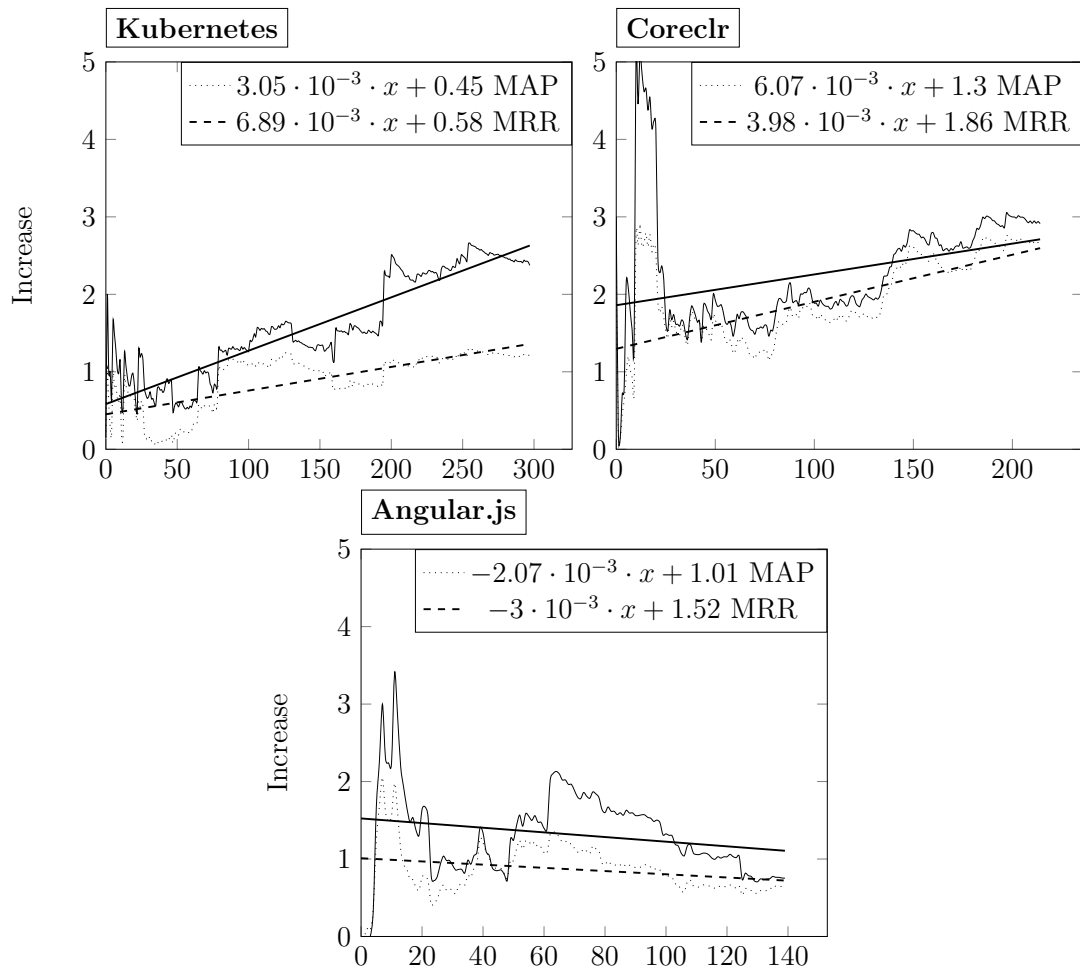 Kubernetes
3.05 · 10⁻³ · x + 0.45 MAP
6.89 · 10⁻³ · x + 0.58 MRR
Increase
5
4
3
2
1
0
0 50 100 150 200 250 300
Coreclr
6.07 · 10⁻³ · x + 1.3 MAP
3.98 · 10⁻³ · x + 1.86 MRR
5
4
3
2
1
0
0 50 100 150 200
Angular.js
−2.07 · 10⁻³ · x + 1.01 MAP
−3 · 10⁻³ · x + 1.52 MRR
Increase
5
4
3
2
1
0
0 20 40 60 80 100 120 140